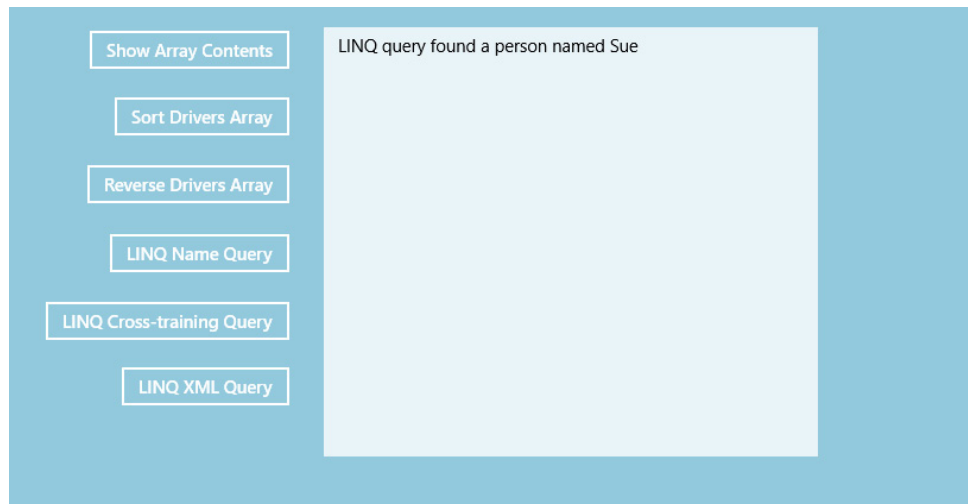 Show Array Contents
Sort Drivers Array
Reverse Drivers Array
LINQ Name Query
LINQ Cross-training Query
LINQ XML Query
LINQ query found a person named Sue